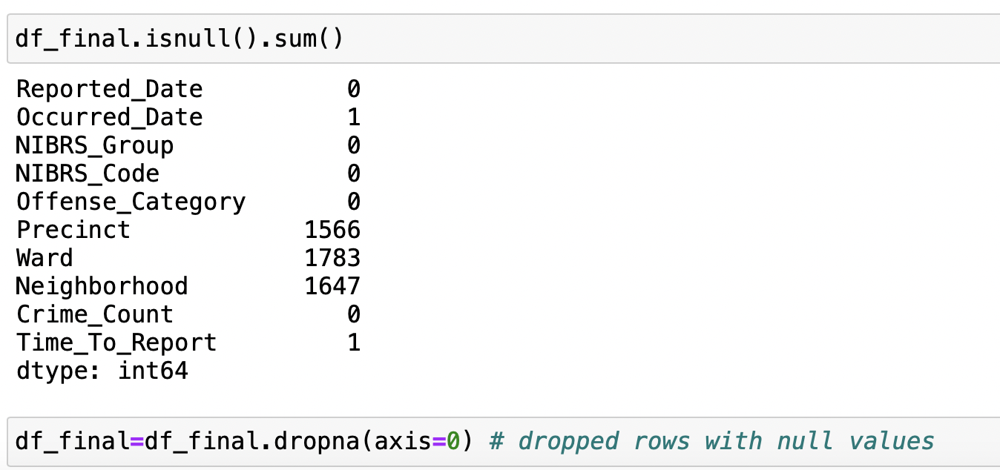 df_final.isnull().sum()
Reported_Date 0
Occurred_Date 1
NIBRS_Group 0
NIBRS_Code 0
Offense_Category 0
Precinct 1566
Ward 1783
Neighborhood 1647
Crime_Count 0
Time_To_Report 1
dtype: int64
df_final=df_final.dropna(axis=0) # dropped rows with null values